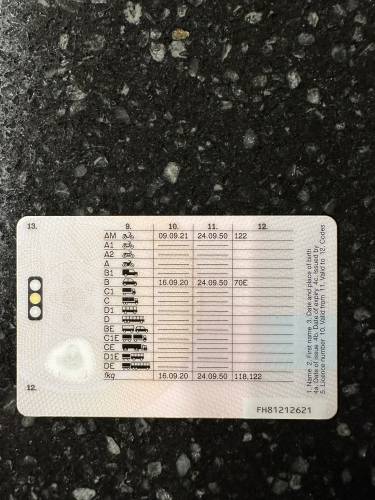 13. 9. 10. 11. 12.
AM 09.09.21 24.09.50 122
A1
A2
A
B1
B 16.09.20 24.09.50 70E
C1
C
D1
D
BE
C1E
CE
D1E
DE
fkg 16.09.20 24.09.50 118,122
12.
FH81212621
1. Name 2. First name 3. Date and place of birth
4a. Date of issue 4b. Date of expiry 4c. Issued by
5. Licence number 10. Valid from 11. Valid to 12. Codes